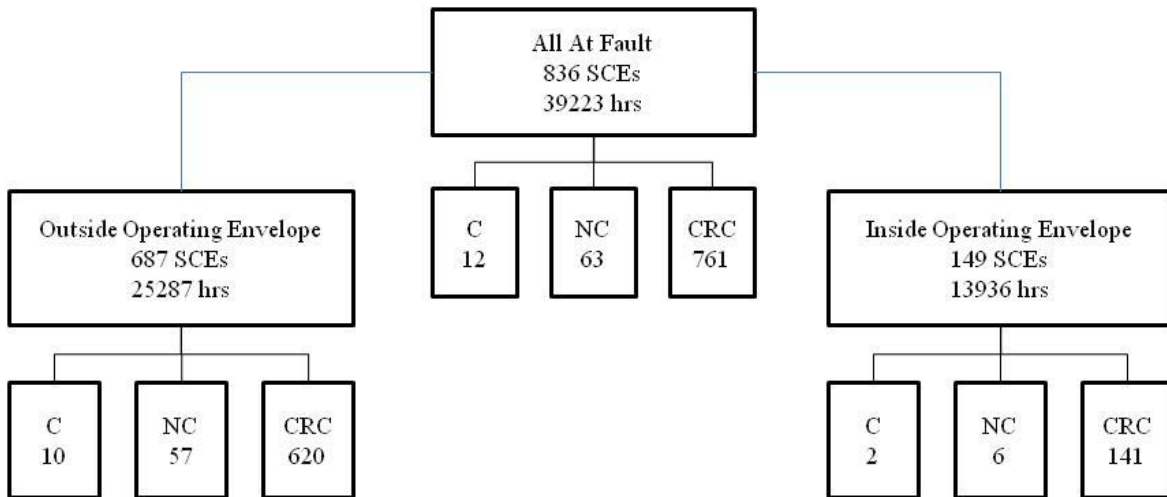 All At Fault
836 SCEs
39223 hrs
C
12
NC
63
CRC
761
Outside Operating Envelope
687 SCEs
25287 hrs
C
10
NC
57
CRC
620
Inside Operating Envelope
149 SCEs
13936 hrs
C
2
NC
6
CRC
141